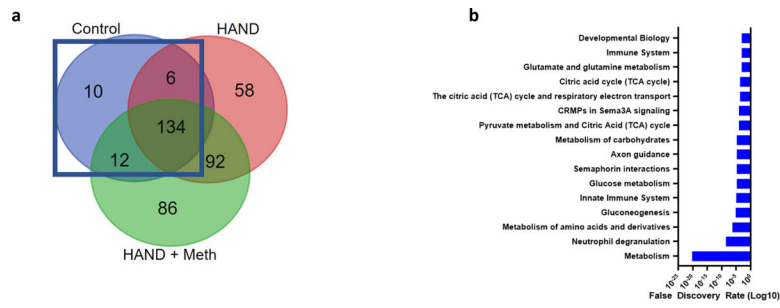 a
b
Control
HAND
10
6
58
134
12
92
86
HAND + Meth
Developmental Biology
Immune System
Glutamate and glutamine metabolism
Citric acid cycle (TCA cycle)
The citric acid (TCA) cycle and respiratory electron transport
CRMPs in Sema3A signaling
Pyruvate metabolism and Citric Acid (TCA) cycle
Metabolism of carbohydrates
Axon guidance
Semaphorin interactions
Glucose metabolism
Innate Immune System
Gluconeogenesis
Metabolism of amino acids and derivatives
Neutrophil degranulation
Metabolism
10-25 10-20 10-15 10-10 10-5 100
False Discovery Rate (Log10)